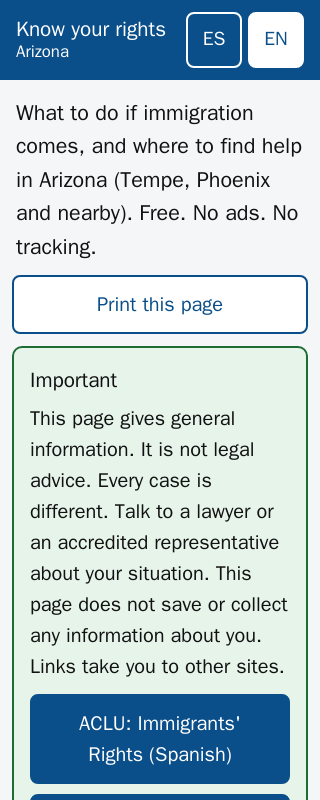 Know your rights
Arizona
ES
EN
What to do if immigration
comes, and where to find help
in Arizona (Tempe, Phoenix
and nearby). Free. No ads. No
tracking.
Print this page
Important
This page gives general
information. It is not legal
advice. Every case is
different. Talk to a lawyer or
an accredited representative
about your situation. This
page does not save or collect
any information about you.
Links take you to other sites.
ACLU: Immigrants'
Rights (Spanish)